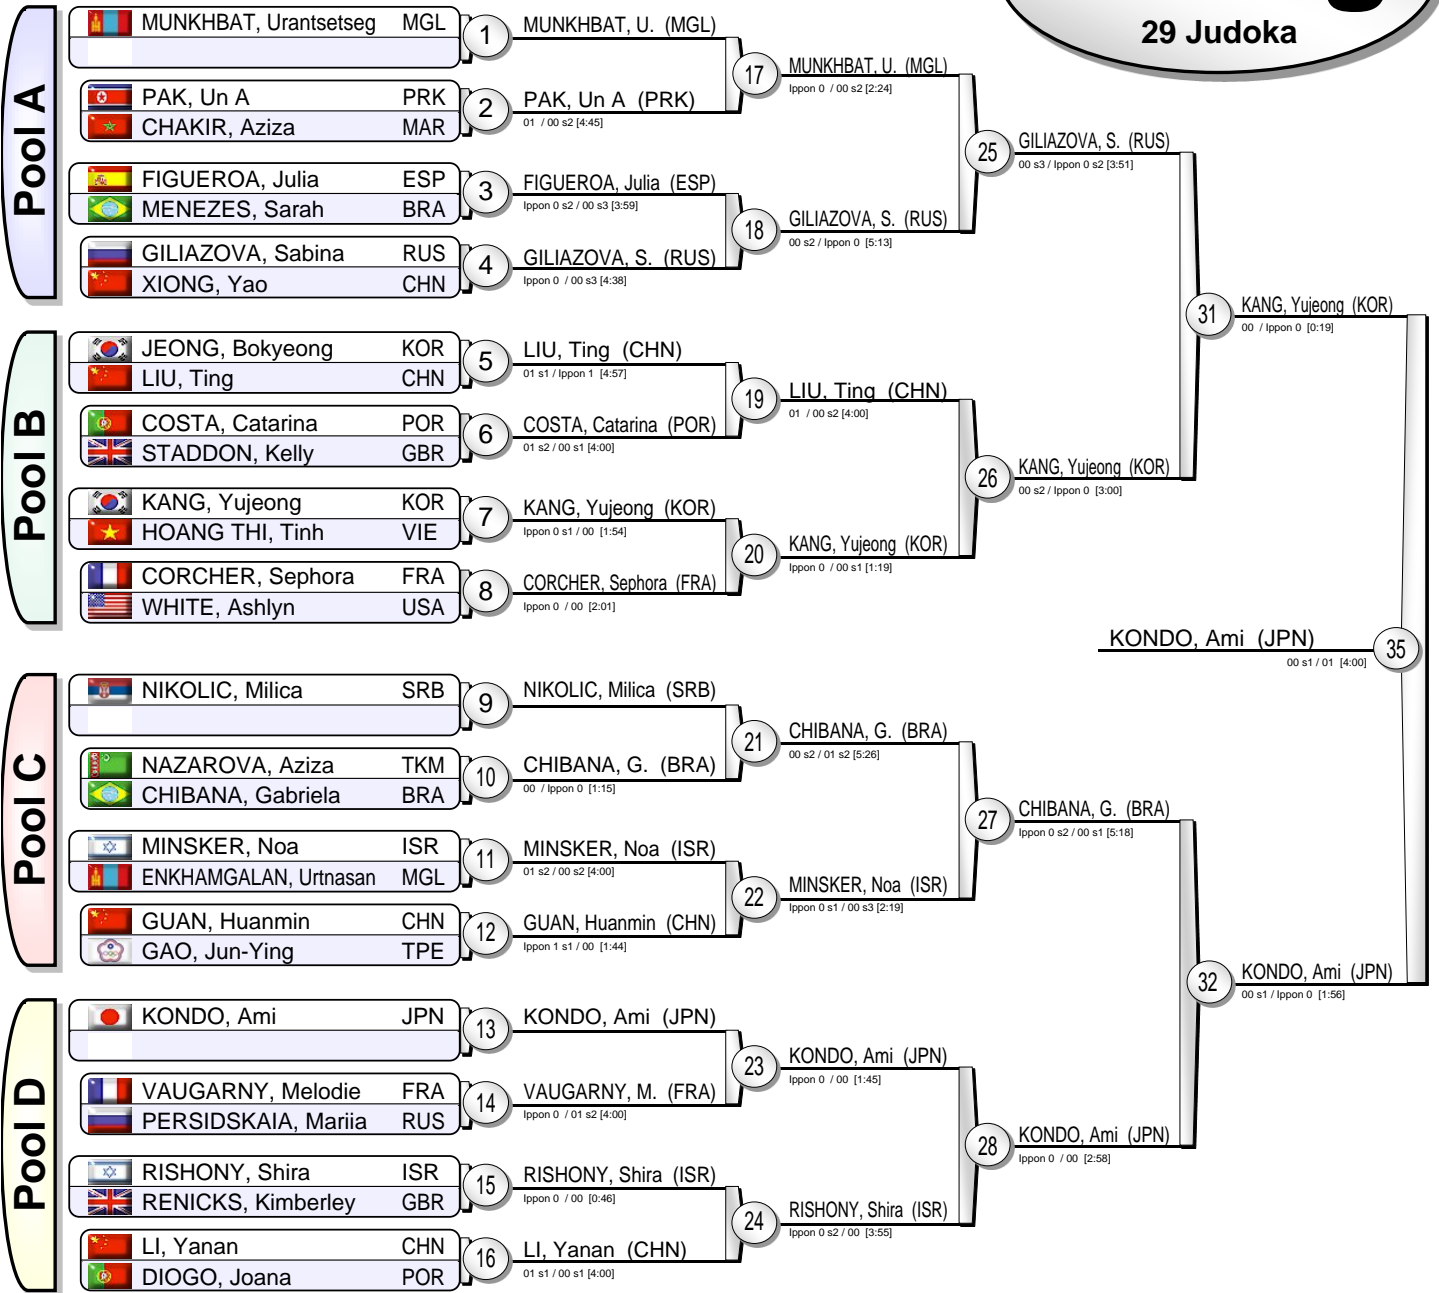 29 Judoka
Pool A
MUNKHBAT, Urantsetseg MGL
1
PAK, Un A PRK
CHAKIR, Aziza MAR
2
FIGUEROA, Julia ESP
MENEZES, Sarah BRA
3
GILIAZOVA, Sabina RUS
XIONG, Yao CHN
4
Pool B
JEONG, Bokyeong KOR
LIU, Ting CHN
5
COSTA, Catarina POR
STADDON, Kelly GBR
6
KANG, Yujeong KOR
HOANG THI, Tinh VIE
7
CORCHER, Sephora FRA
WHITE, Ashlyn USA
8
Pool C
NIKOLIC, Milica SRB
9
NAZAROVA, Aziza TKM
CHIBANA, Gabriela BRA
10
MINSKER, Noa ISR
ENKHAMGALAN, Urtnasan MGL
11
GUAN, Huanmin CHN
GAO, Jun-Ying TPE
12
Pool D
KONDO, Ami JPN
13
VAUGARNY, Melodie FRA
PERSIDSKAIA, Mariia RUS
14
RISHONY, Shira ISR
RENICKS, Kimberley GBR
15
LI, Yanan CHN
DIOGO, Joana POR
16
MUNKHBAT, U. (MGL)
PAK, Un A (PRK)
01 / 00 s2 [4:45]
17
FIGUEROA, Julia (ESP)
Ippon 0 s2 / 00 s3 [3:59]
GILIAZOVA, S. (RUS)
Ippon 0 / 00 s3 [4:38]
18
LIU, Ting (CHN)
01 s1 / Ippon 1 [4:57]
COSTA, Catarina (POR)
01 s2 / 00 s1 [4:00]
19
KANG, Yujeong (KOR)
Ippon 0 s1 / 00 [1:54]
CORCHER, Sephora (FRA)
Ippon 0 / 00 [2:01]
20
NIKOLIC, Milica (SRB)
CHIBANA, G. (BRA)
00 / Ippon 0 [1:15]
21
MINSKER, Noa (ISR)
01 s2 / 00 s2 [4:00]
GUAN, Huanmin (CHN)
Ippon 1 s1 / 00 [1:44]
22
KONDO, Ami (JPN)
VAUGARNY, M. (FRA)
Ippon 0 / 01 s2 [4:00]
23
RISHONY, Shira (ISR)
Ippon 0 / 00 [0:46]
LI, Yanan (CHN)
01 s1 / 00 s1 [4:00]
24
MUNKHBAT, U. (MGL)
Ippon 0 / 00 s2 [2:24]
GILIAZOVA, S. (RUS)
00 s2 / Ippon 0 [5:13]
25
LIU, Ting (CHN)
01 / 00 s2 [4:00]
KANG, Yujeong (KOR)
Ippon 0 / 00 s1 [1:19]
26
CHIBANA, G. (BRA)
00 s2 / 01 s2 [5:26]
MINSKER, Noa (ISR)
Ippon 0 s1 / 00 s3 [2:19]
27
KONDO, Ami (JPN)
Ippon 0 / 00 [1:45]
RISHONY, Shira (ISR)
Ippon 0 s2 / 00 [3:55]
28
GILIAZOVA, S. (RUS)
00 s3 / Ippon 0 s2 [3:51]
KANG, Yujeong (KOR)
00 s2 / Ippon 0 [3:00]
31
CHIBANA, G. (BRA)
Ippon 0 s2 / 00 s1 [5:18]
KONDO, Ami (JPN)
Ippon 0 / 00 [2:58]
32
KANG, Yujeong (KOR)
00 / Ippon 0 [0:19]
KONDO, Ami (JPN)
00 s1 / Ippon 0 [1:56]
KONDO, Ami (JPN)
00 s1 / 01 [4:00]
35